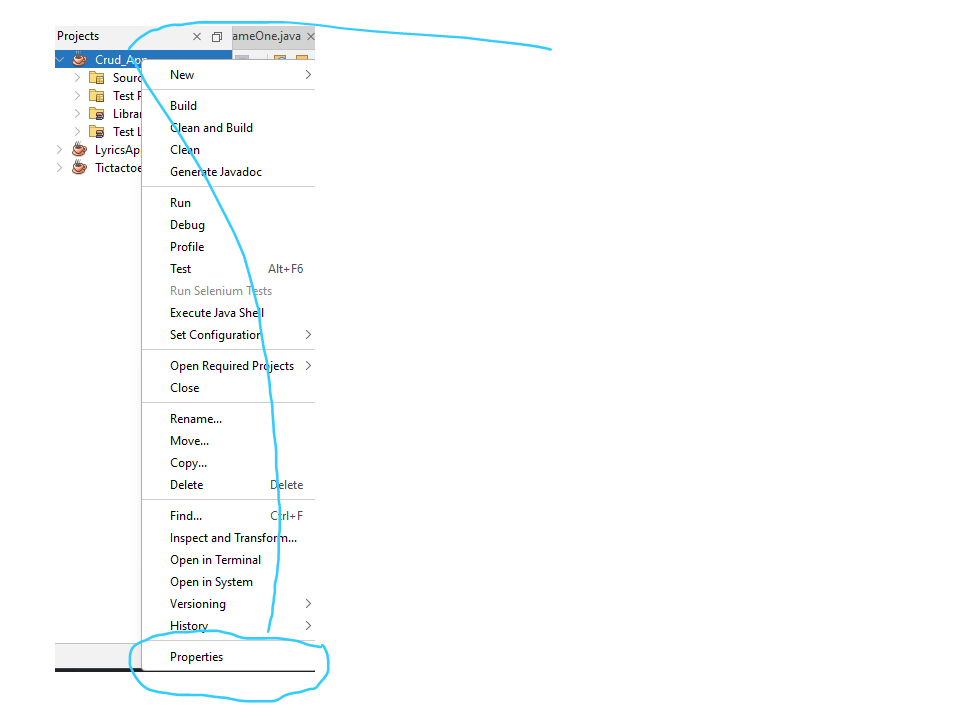 Projects
ameOne.java
Crud_App
New
Sourc
Test P
Build
Librar
Clean and Build
Test L
LyricsAp
Clean
Tictactoe
Generate Javadoc
Run
Debug
Profile
Test Alt+F6
Run Selenium Tests
Execute Java Shell
Set Configuration
Open Required Projects
Close
Rename...
Move...
Copy...
Delete Delete
Find... Ctrl+F
Inspect and Transform...
Open in Terminal
Open in System
Versioning
History
Properties